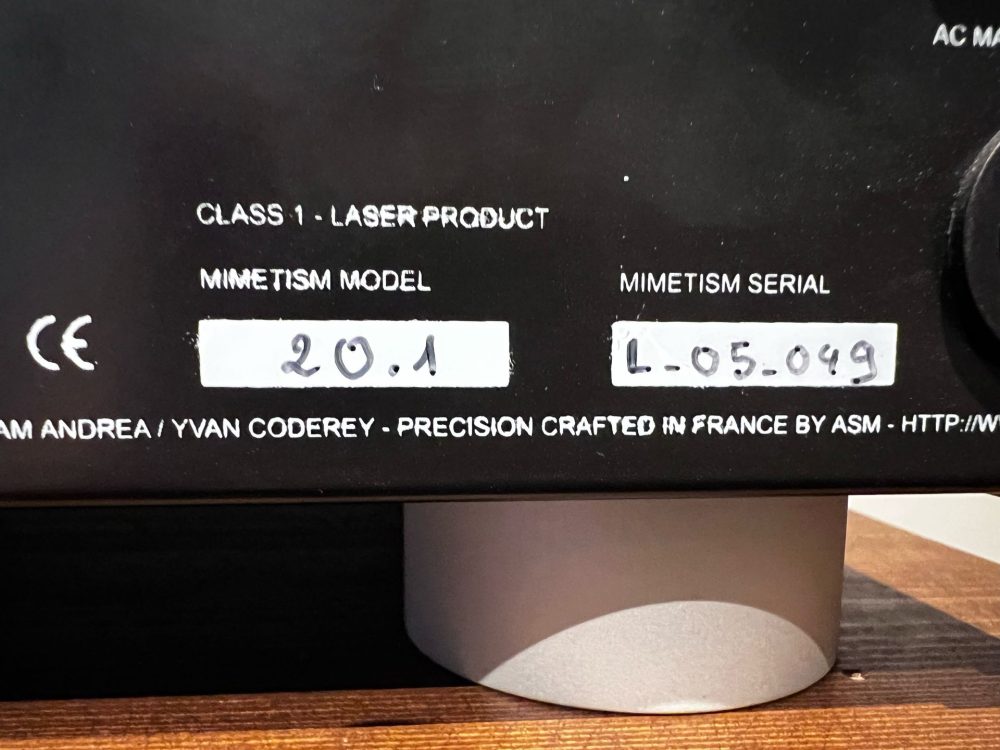 AC MA
CLASS 1 - LASER PRODUCT
MIMETISM MODEL
MIMETISM SERIAL
CE
20.1
L-05-049
AM ANDREA / YVAN CODEREY - PRECISION CRAFTED IN FRANCE BY ASM - HTTP://W